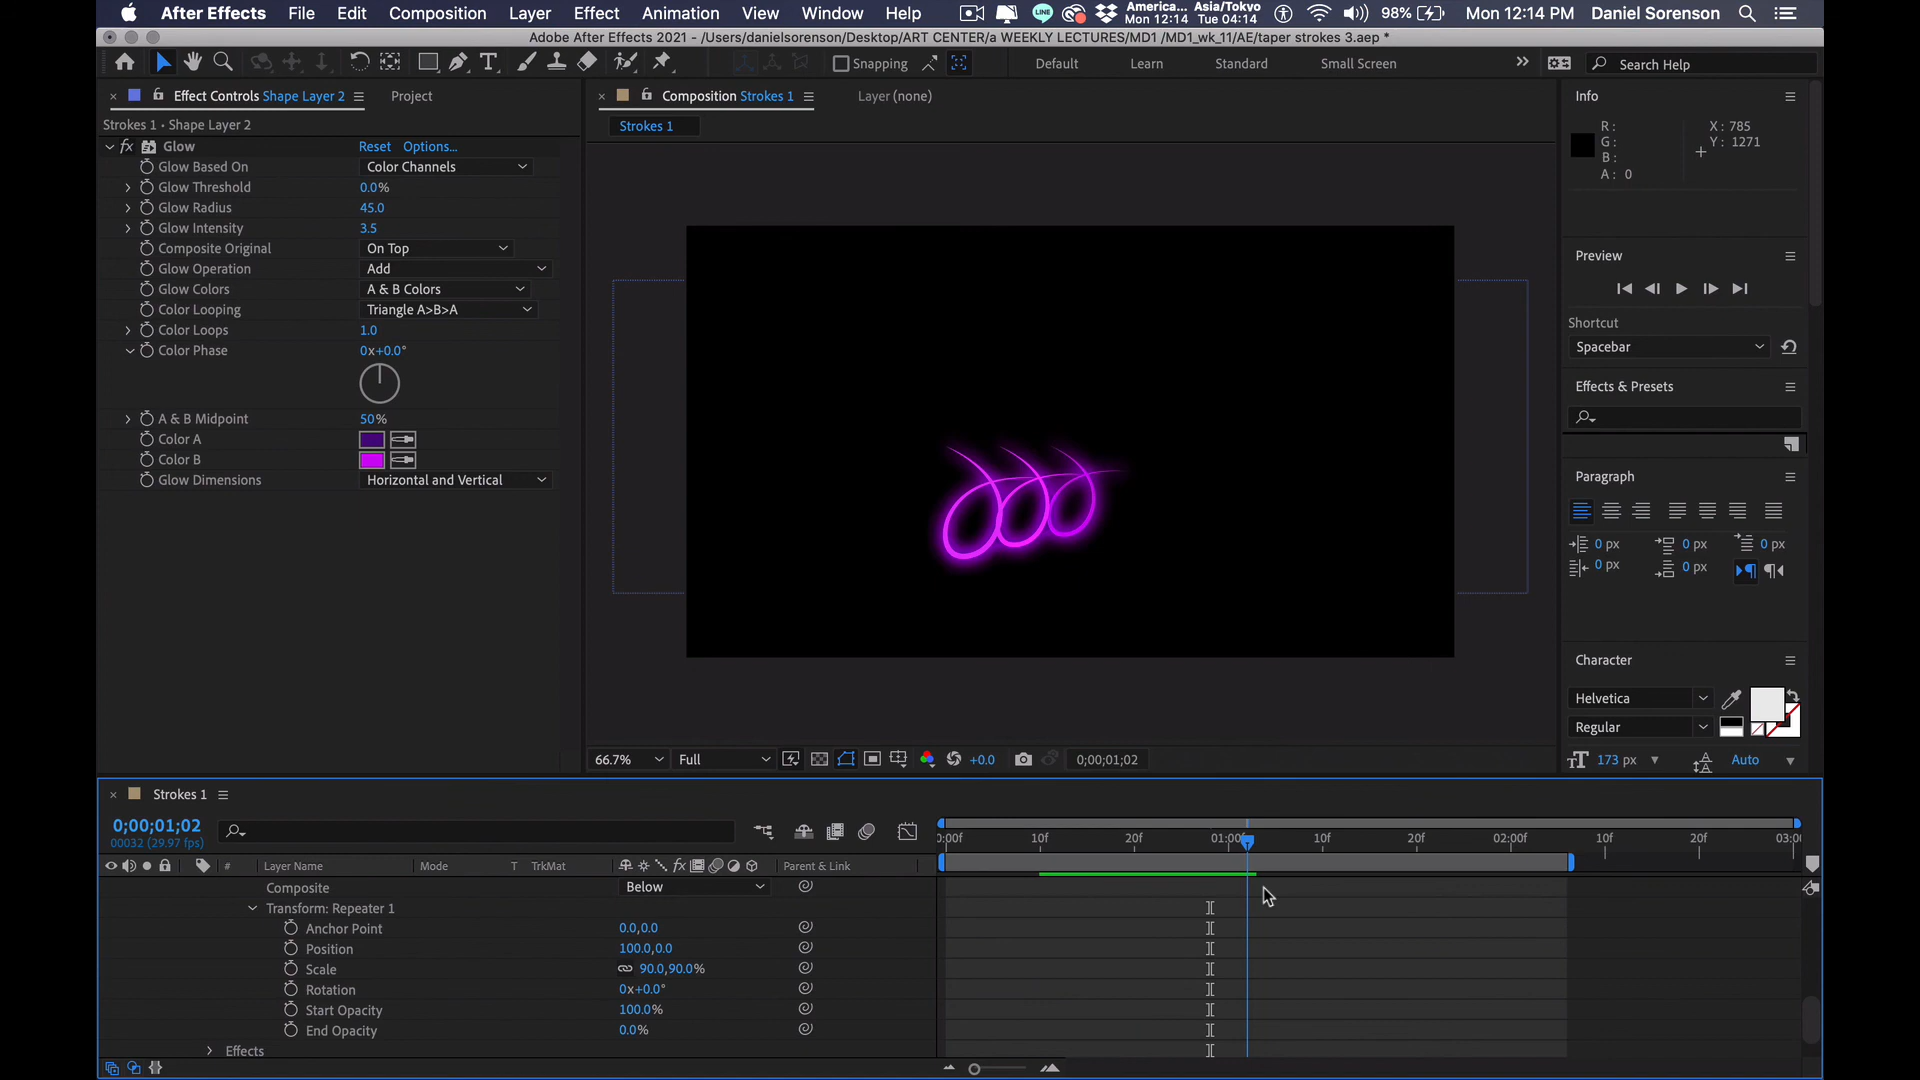 After Effects File Edit Composition Layer Effect Animation View Window Help America... Mon 12:14 Asia/Tokyo Tue 04:14 98% Mon 12:14 PM Daniel Sorenson
Adobe After Effects 2021 - /Users/danielsorenson/Desktop/ART CENTER/a WEEKLY LECTURES/MD1 /MD1_wk_11/AE/taper strokes 3.aep *
Snapping Default Learn Standard Small Screen Search Help
Effect Controls Shape Layer 2 Project
Strokes 1 • Shape Layer 2
fx Glow Reset Options...
Glow Based On Color Channels
Glow Threshold 0.0%
Glow Radius 45.0
Glow Intensity 3.5
Composite Original On Top
Glow Operation Add
Glow Colors A & B Colors
Color Looping Triangle A>B>A
Color Loops 1.0
Color Phase 0x+0.0°
A & B Midpoint 50%
Color A
Color B
Glow Dimensions Horizontal and Vertical
Composition Strokes 1 Layer (none)
Strokes 1
66.7% Full +0.0 0;00;01;02
Info
R: X: 785
G: Y: 1271
B:
A: 0
Preview
Shortcut
Spacebar
Effects & Presets
Paragraph
0 px 0 px 0 px
0 px 0 px
Character
Helvetica
Regular
173 px Auto
Strokes 1
0;00;01;02
00032 (29.97 fps)
0:00f 10f 20f 01:00f 10f 20f 02:00f 10f 20f 03:0
# Layer Name Mode T TrkMat fx Parent & Link
Composite Below
Transform: Repeater 1
Anchor Point 0.0,0.0
Position 100.0,0.0
Scale 90.0,90.0%
Rotation 0x+0.0°
Start Opacity 100.0%
End Opacity 0.0%
Effects